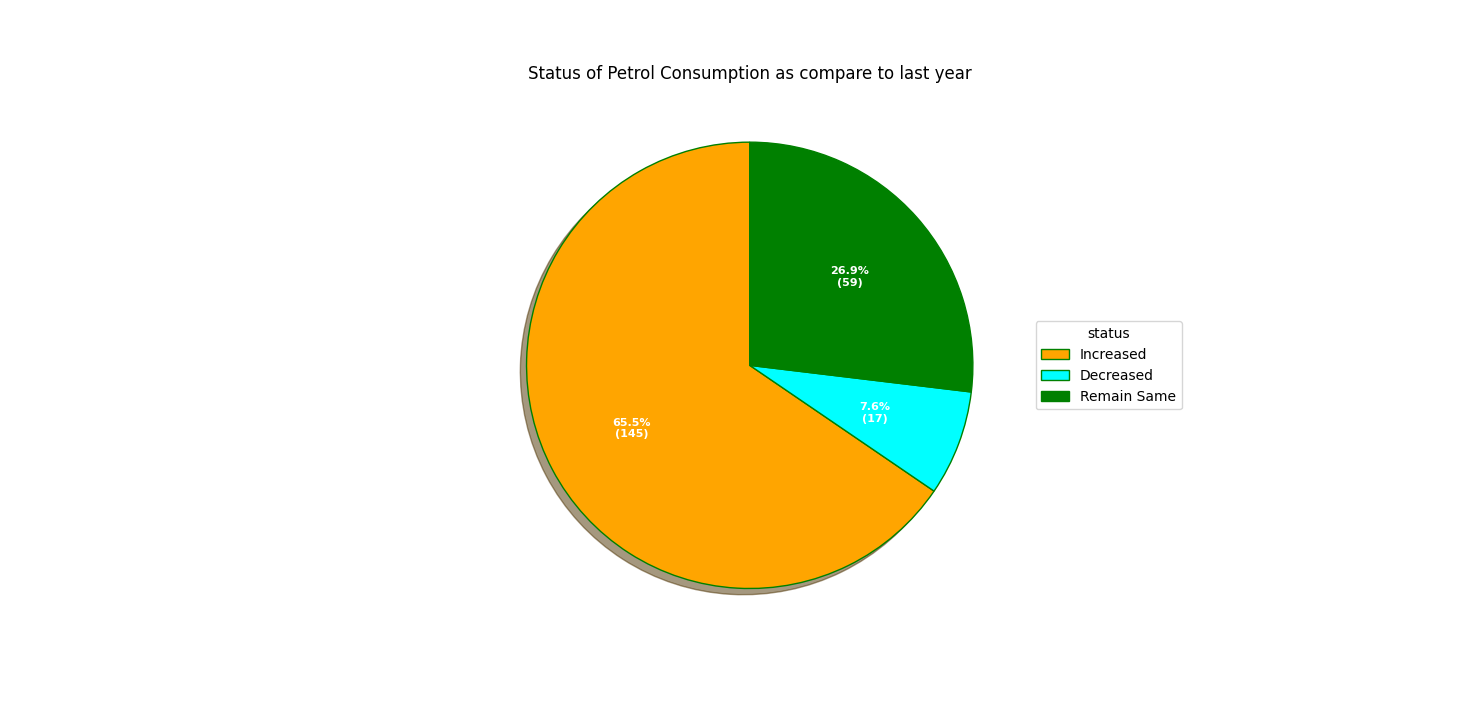 Status of Petrol Consumption as compare to last year
26.9%
(59)
7.6%
(17)
65.5%
(145)
status
Increased
Decreased
Remain Same